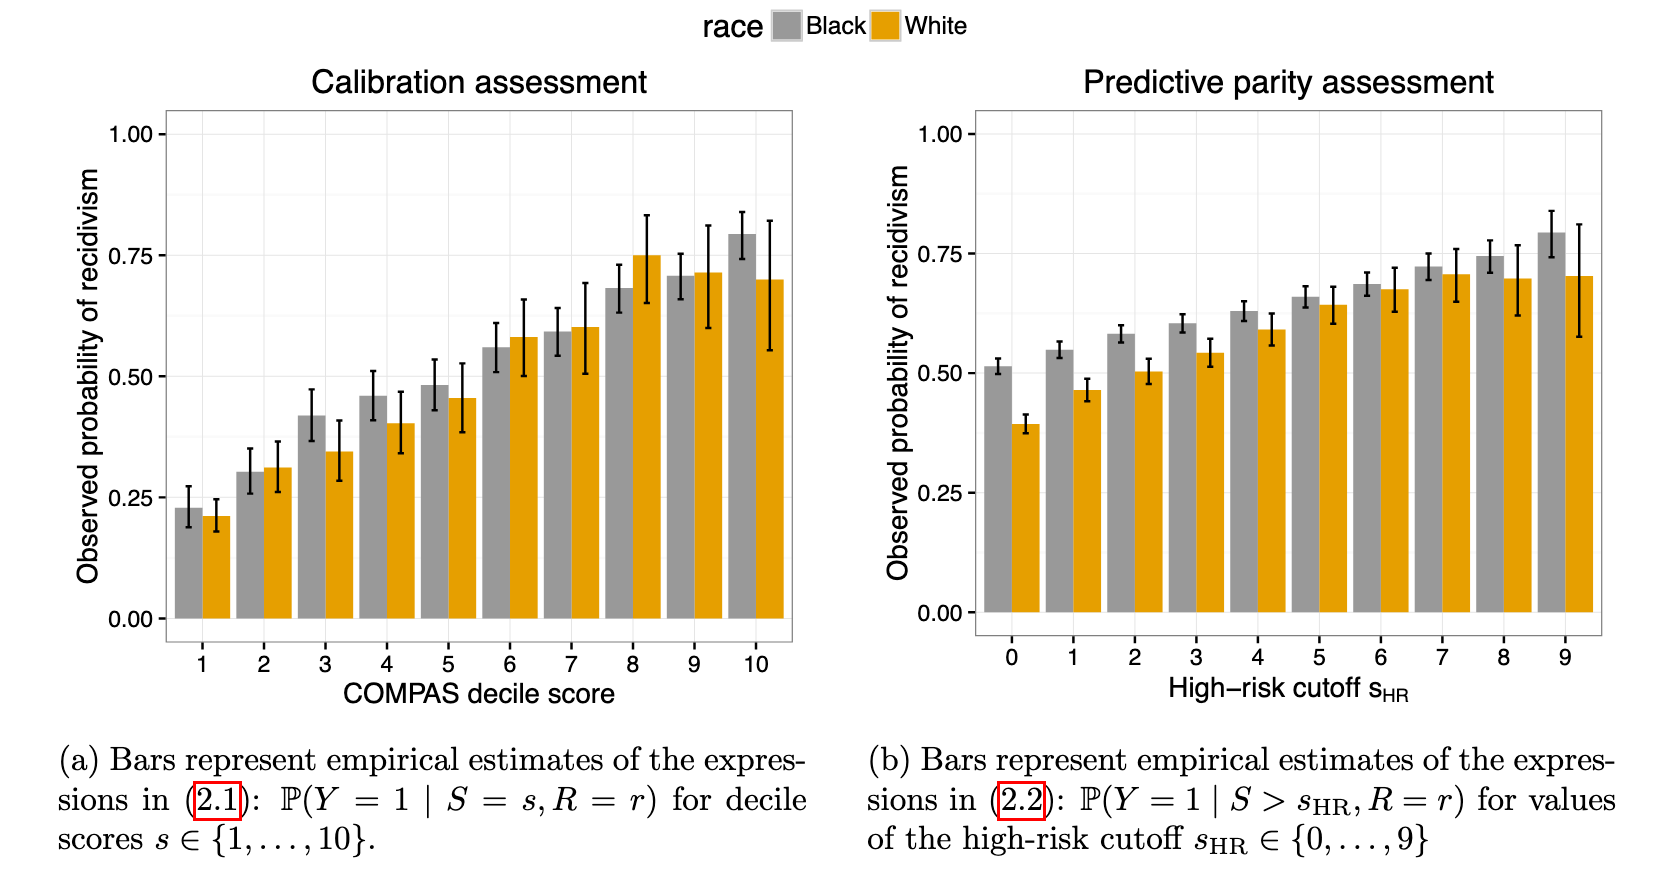 race Black White
Calibration assessment
Observed probability of recidivism
1.00
0.75
0.50
0.25
0.00
1 2 3 4 5 6 7 8 9 10
COMPAS decile score
(a) Bars represent empirical estimates of the expres-
sions in (2.1): ℙ(Y = 1 | S = s, R = r) for decile
scores s ∈ {1, . . . , 10}.
Predictive parity assessment
Observed probability of recidivism
1.00
0.75
0.50
0.25
0.00
0 1 2 3 4 5 6 7 8 9
High−risk cutoff s_HR
(b) Bars represent empirical estimates of the expres-
sions in (2.2): ℙ(Y = 1 | S > s_HR, R = r) for values
of the high-risk cutoff s_HR ∈ {0, . . . , 9}